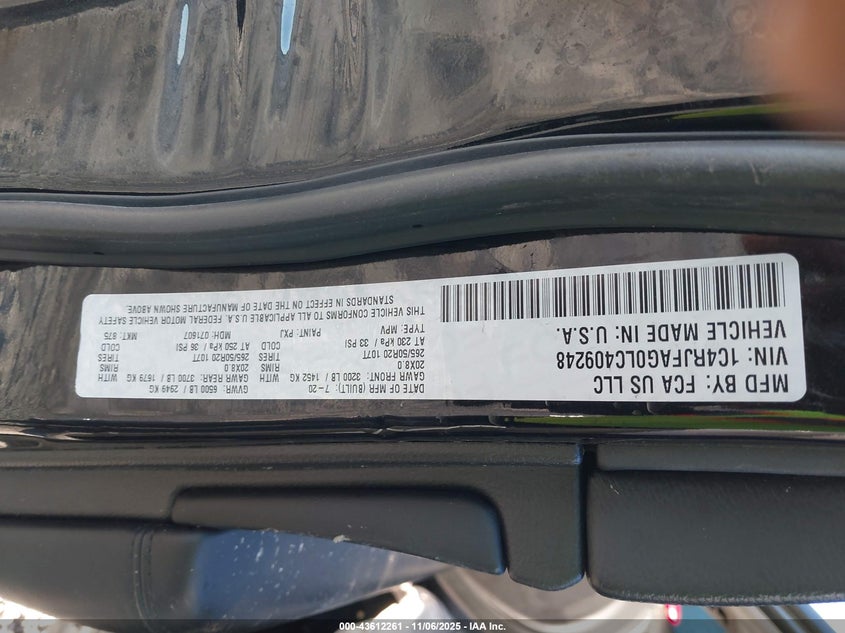 MFD BY: FCA US LLC
VIN: 1C4RJFAG0LC409248
VEHICLE MADE IN: U.S.A.
DATE OF MFR (BUILT): 7-20
GVWR: 6500 LB 2949 KG
GAWR FRONT: 3200 LB / 1452 KG WITH
GAWR REAR: 3700 / LB 1679 KG WITH
20X8.0 RIMS
20X8.0 RIMS
265/50R20 107T TIRES
265/50R20 107T TIRES
AT 230 kPa / 33 PSI COLD
AT 250 kPa / 36 PSI COLD
TYPE: MPV PAINT: PXJ
MDH: 071607
MKT: 875
THIS VEHICLE CONFORMS TO ALL APPLICABLE U.S.A. FEDERAL MOTOR VEHICLE SAFETY
STANDARDS IN EFFECT ON THE DATE OF MANUFACTURE SHOWN ABOVE.
000-43612261 - 11/06/2025 - IAA Inc.